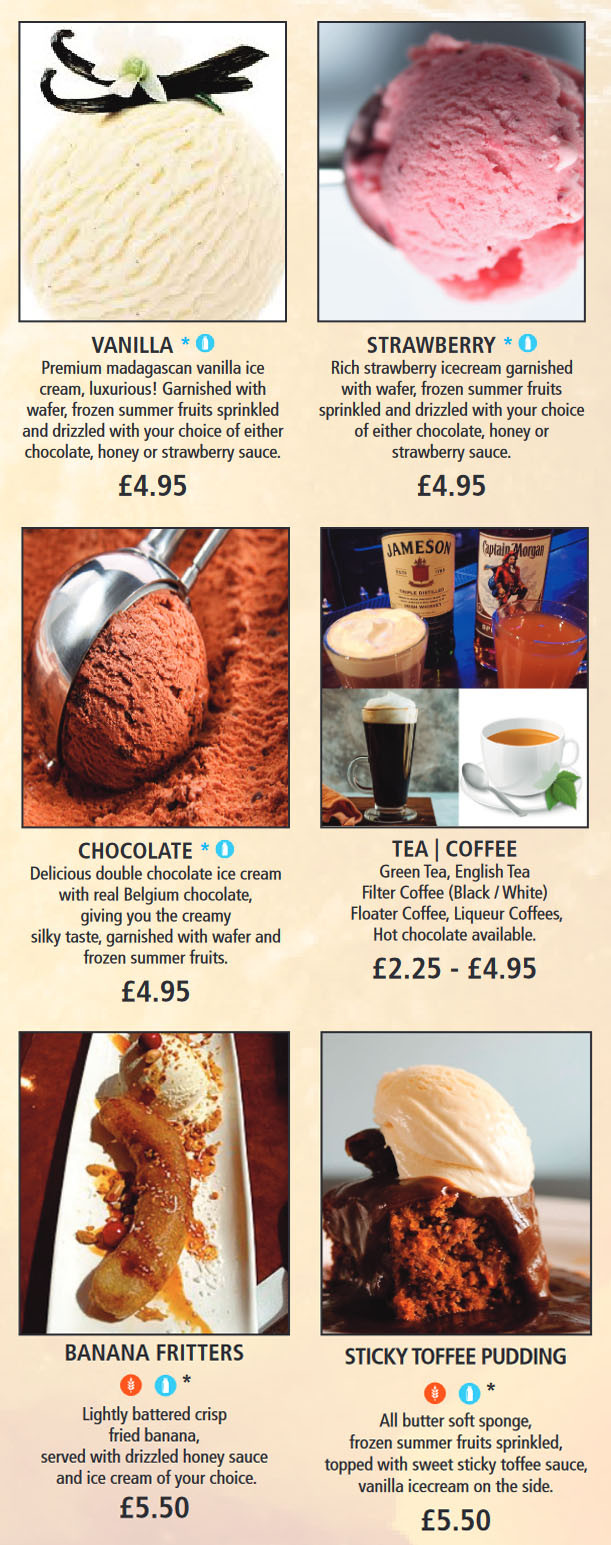 VANILLA *
Premium madagascan vanilla ice
cream, luxurious! Garnished with
wafer, frozen summer fruits sprinkled
and drizzled with your choice of either
chocolate, honey or strawberry sauce.
£4.95
STRAWBERRY *
Rich strawberry icecream garnished
with wafer, frozen summer fruits
sprinkled and drizzled with your choice
of either chocolate, honey or
strawberry sauce.
£4.95
JAMESON
TRIPLE DISTILLED
IRISH WHISKEY
Captain Morgan
CHOCOLATE *
Delicious double chocolate ice cream
with real Belgium chocolate,
giving you the creamy
silky taste, garnished with wafer and
frozen summer fruits.
£4.95
TEA | COFFEE
Green Tea, English Tea
Filter Coffee (Black / White)
Floater Coffee, Liqueur Coffees,
Hot chocolate available.
£2.25 - £4.95
BANANA FRITTERS
*
Lightly battered crisp
fried banana,
served with drizzled honey sauce
and ice cream of your choice.
£5.50
STICKY TOFFEE PUDDING
*
All butter soft sponge,
frozen summer fruits sprinkled,
topped with sweet sticky toffee sauce,
vanilla icecream on the side.
£5.50